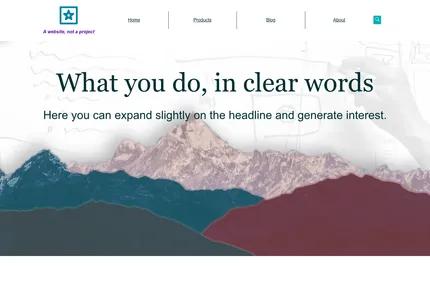 Home
Products
Blog
About
A website, not a project
What you do, in clear words
Here you can expand slightly on the headline and generate interest.